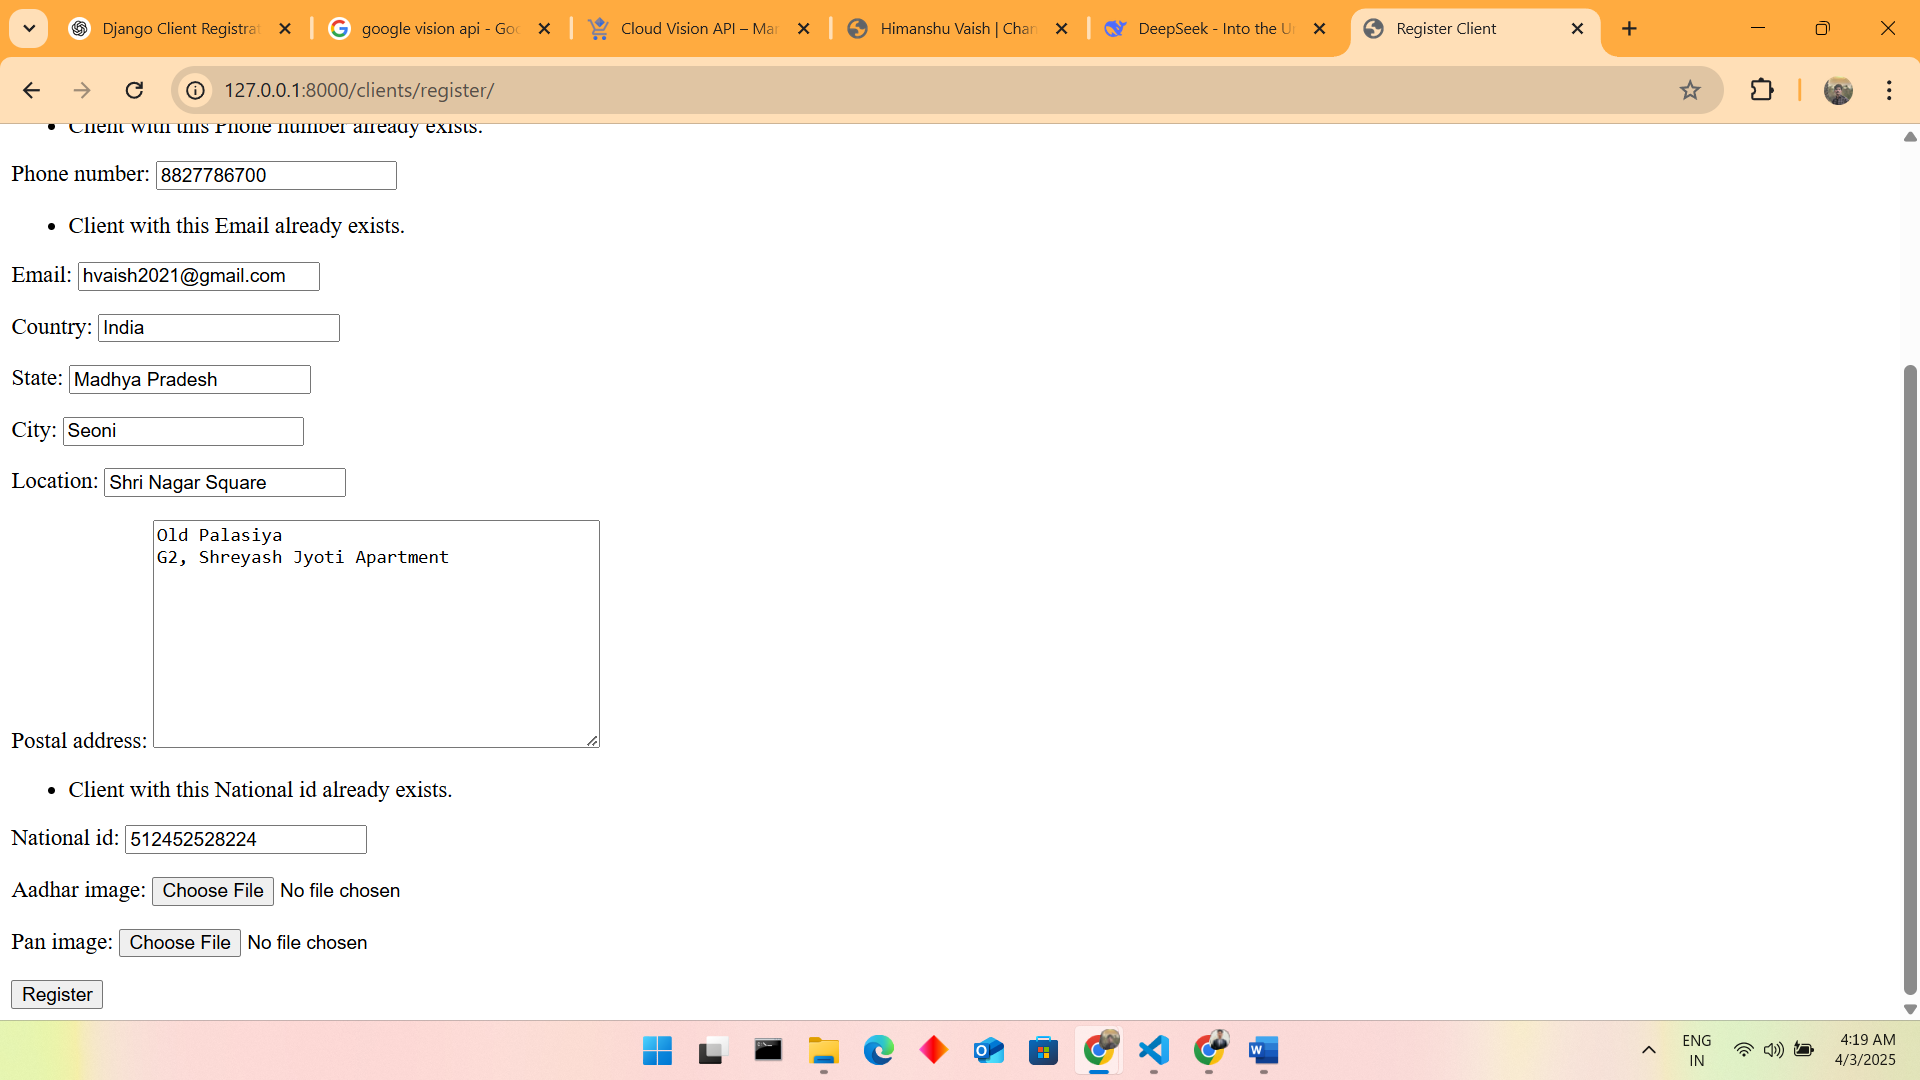 Django Client Registrat
google vision api - Goo
Cloud Vision API – Mar
Himanshu Vaish | Chan
DeepSeek - Into the Un
Register Client
127.0.0.1:8000/clients/register/
Client with this Phone number already exists.
Phone number: 8827786700
Client with this Email already exists.
Email: hvaish2021@gmail.com
Country: India
State: Madhya Pradesh
City: Seoni
Location: Shri Nagar Square
Old Palasiya
G2, Shreyash Jyoti Apartment
Postal address:
Client with this National id already exists.
National id: 512452528224
Aadhar image: Choose File No file chosen
Pan image: Choose File No file chosen
Register
ENG
IN
4:19 AM
4/3/2025